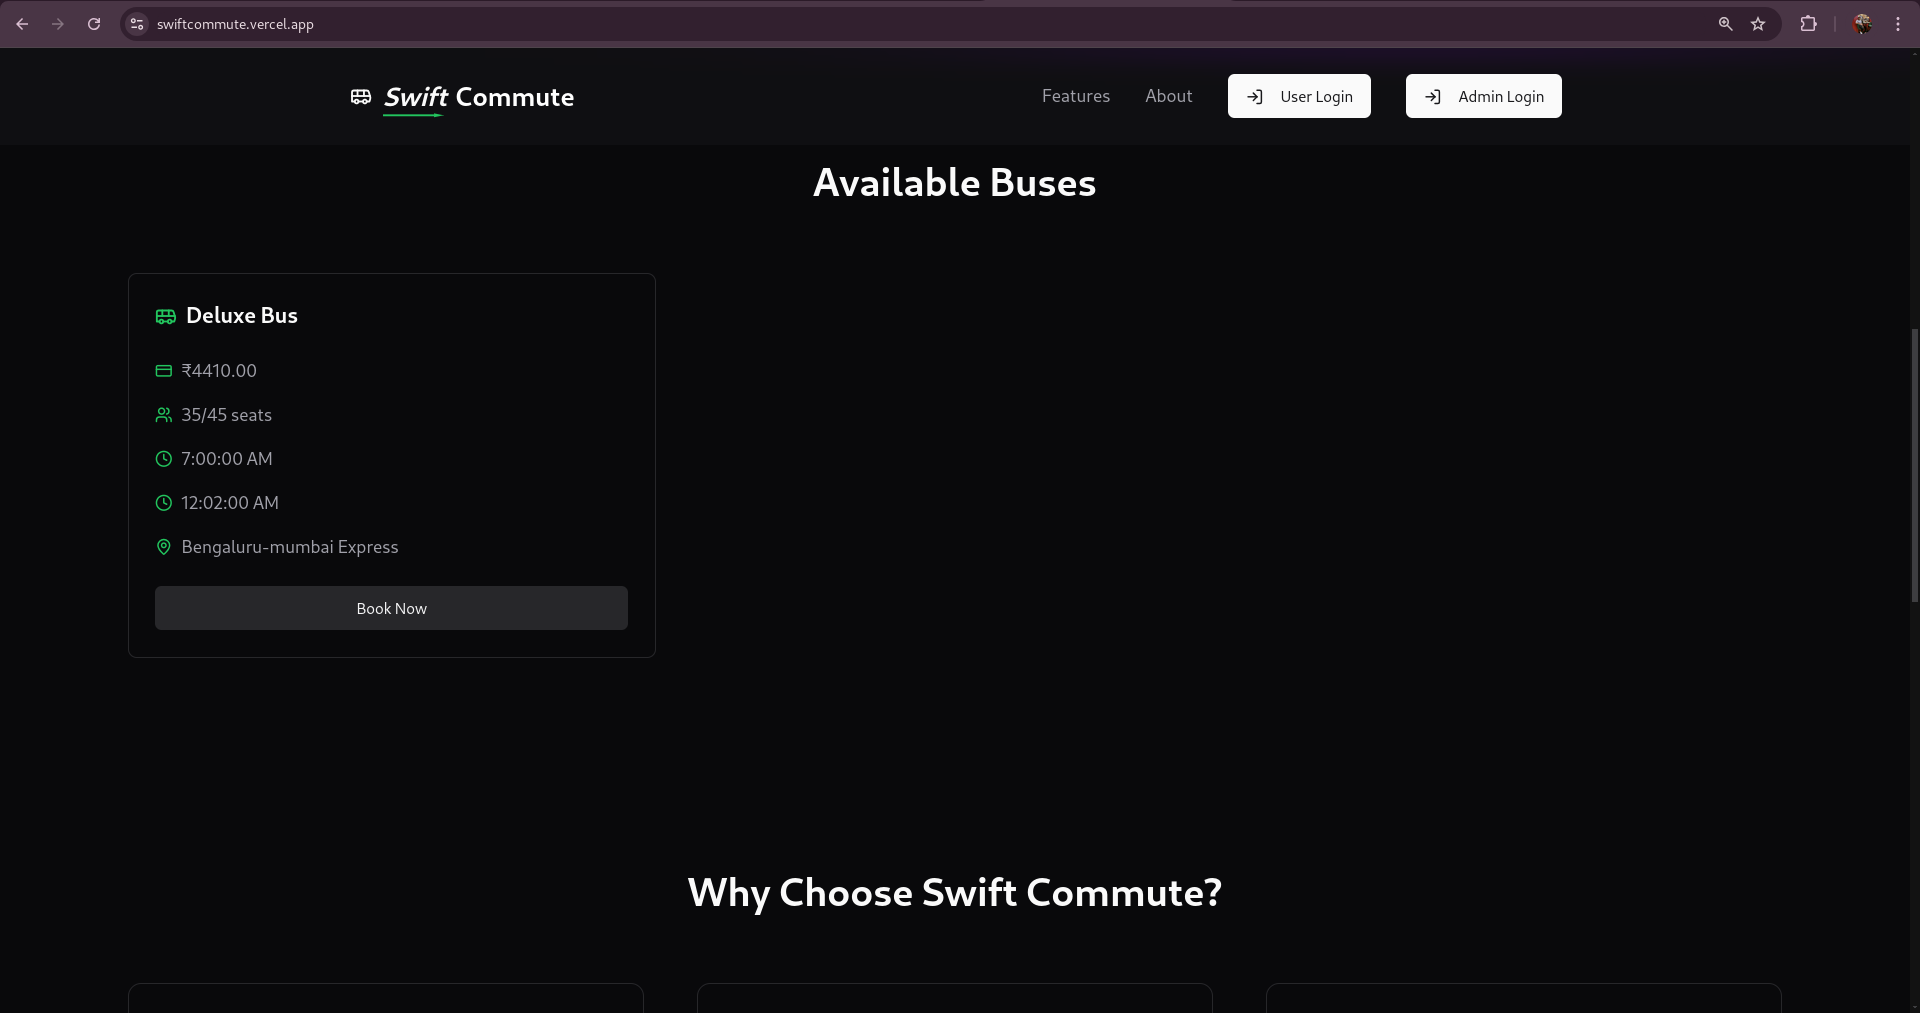 swiftcommute.vercel.app
Swift Commute
Features
About
User Login
Admin Login
Available Buses
Deluxe Bus
₹4410.00
35/45 seats
7:00:00 AM
12:02:00 AM
Bengaluru-mumbai Express
Book Now
Why Choose Swift Commute?